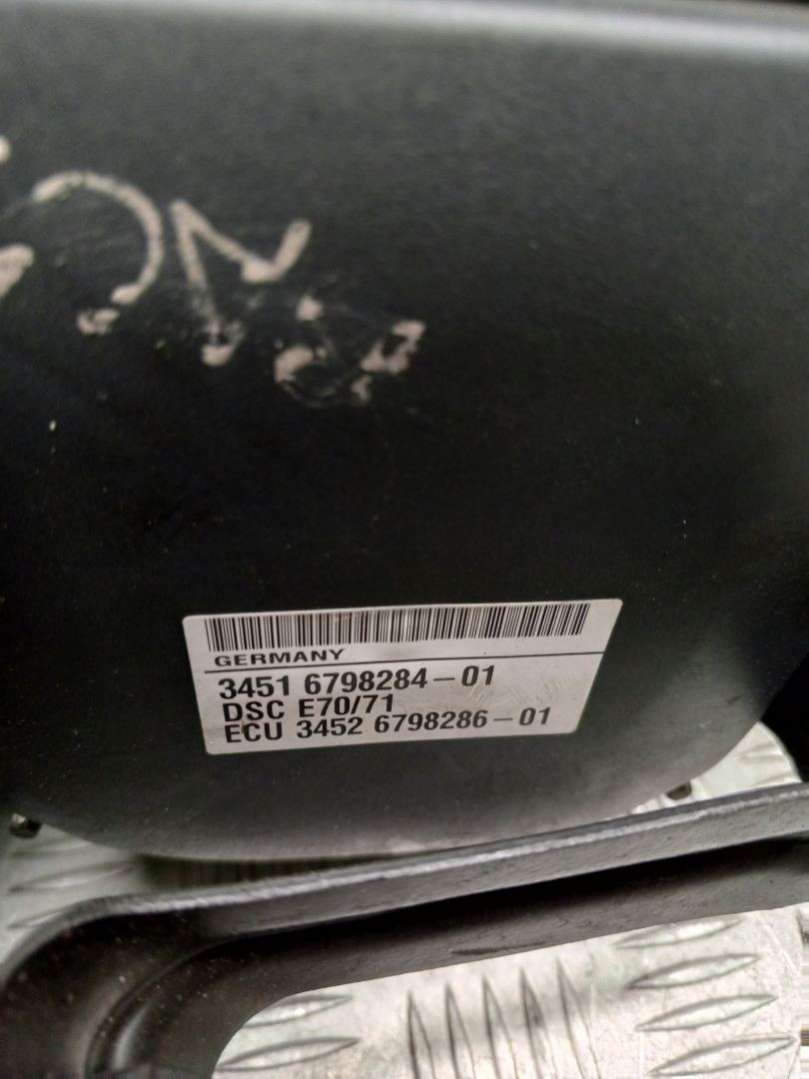 GERMANY
3451 6798284-01
DSC E70/71
ECU 3452 6798286-01